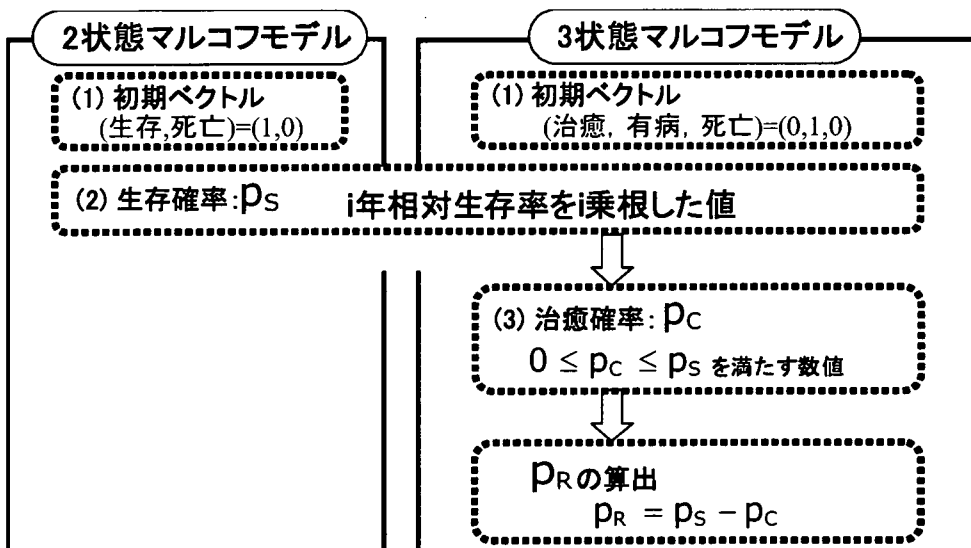 2状態マルコフモデル
(1) 初期ベクトル
(生存,死亡)=(1,0)
3状態マルコフモデル
(1) 初期ベクトル
(治癒, 有病, 死亡)=(0,1,0)
(2) 生存確率:pS i年相対生存率をi乗根した値
(3) 治癒確率: pC
0 ≤ pC ≤ pS を満たす数値
pRの算出
pR = pS − pC